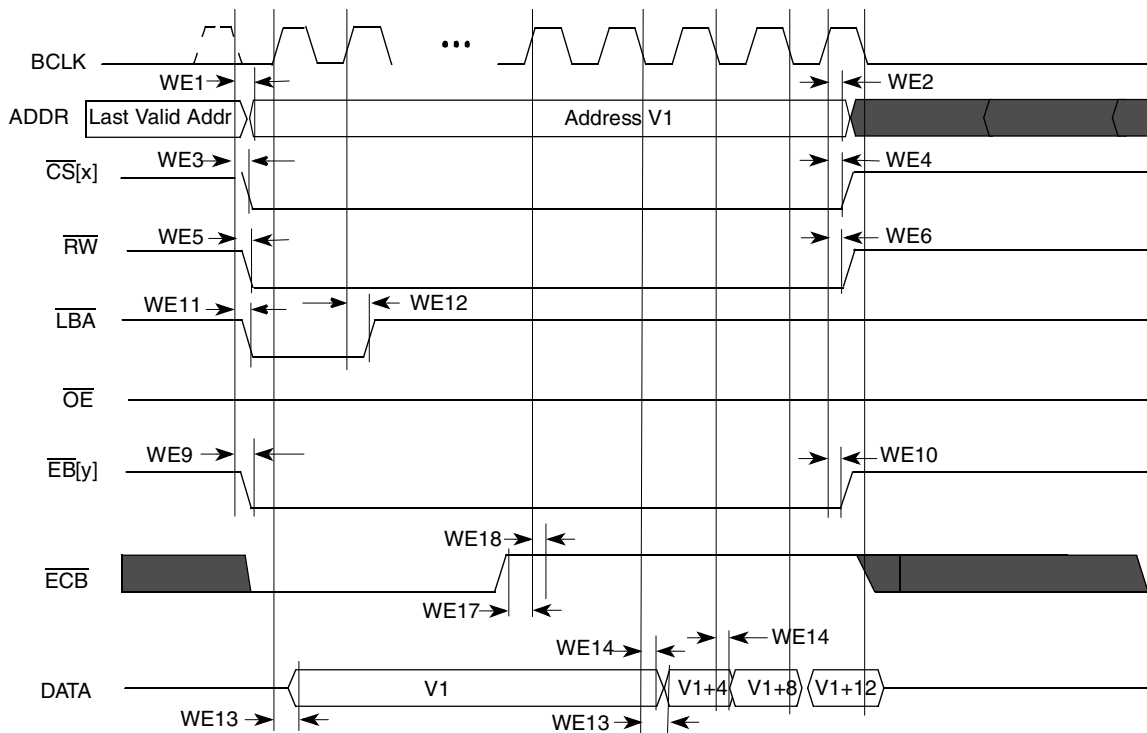 BCLK
...
WE1
WE2
ADDR
Last Valid Addr
Address V1
WE3
WE4
CS[x]
WE5
WE6
RW
WE11
WE12
LBA
OE
WE9
WE10
EB[y]
WE18
ECB
WE17
WE14
WE14
DATA
V1
V1+4
V1+8
V1+12
WE13
WE13